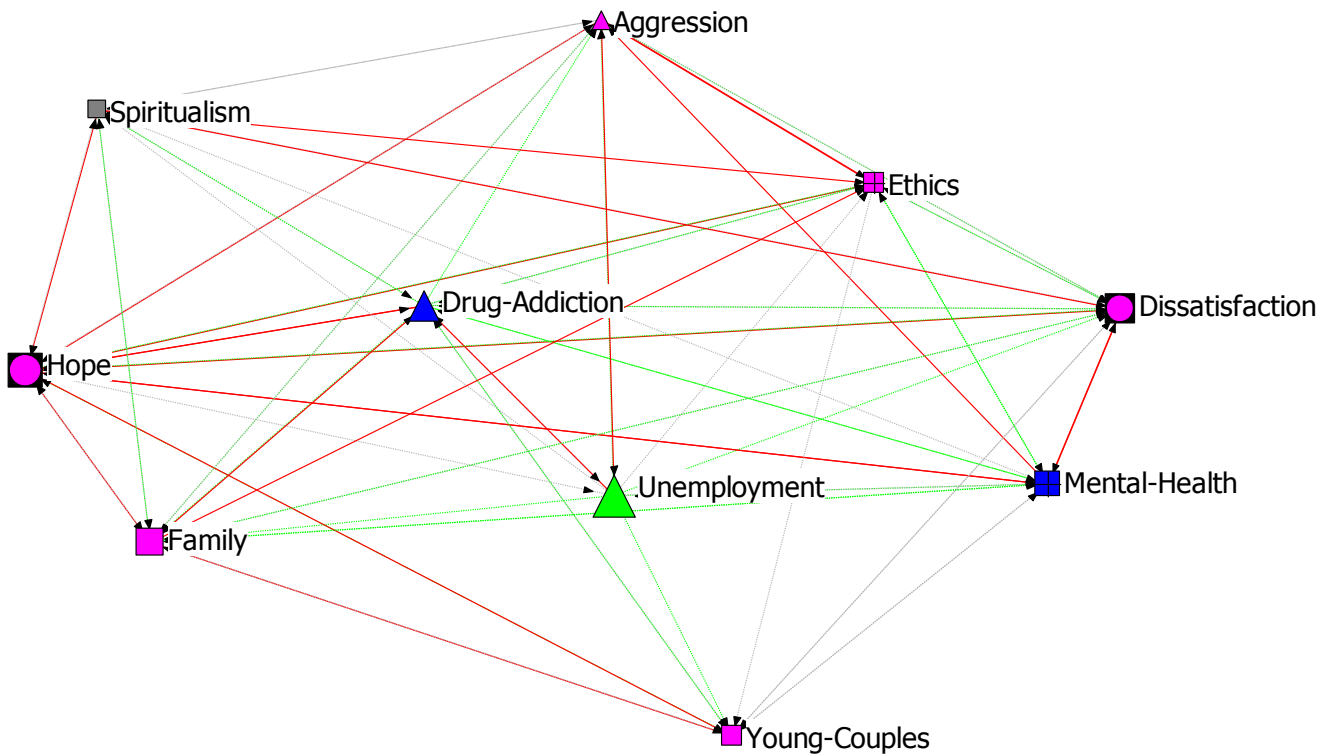 Aggression
Spiritualism
Ethics
Drug-Addiction
Dissatisfaction
Hope
Mental-Health
Unemployment
Family
Young-Couples